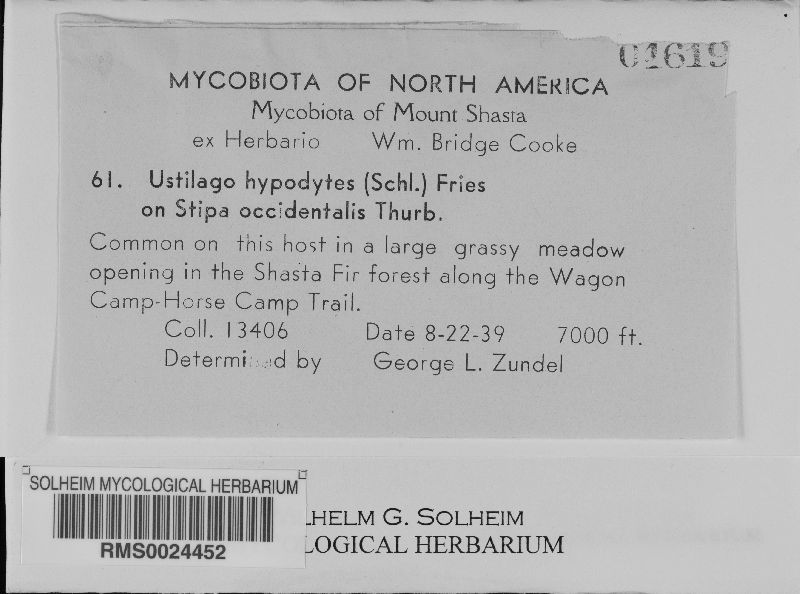 01619
MYCOBIOTA OF NORTH AMERICA
Mycobiota of Mount Shasta
ex Herbario Wm. Bridge Cooke
61. Ustilago hypodytes (Schl.) Fries
on Stipa occidentalis Thurb.
Common on this host in a large grassy meadow
opening in the Shasta Fir forest along the Wagon
Camp-Horse Camp Trail.
Coll. 13406 Date 8-22-39 7000 ft.
Determined by George L. Zundel
SOLHEIM MYCOLOGICAL HERBARIUM
RMS0024452
LHELM G. SOLHEIM
LOGICAL HERBARIUM